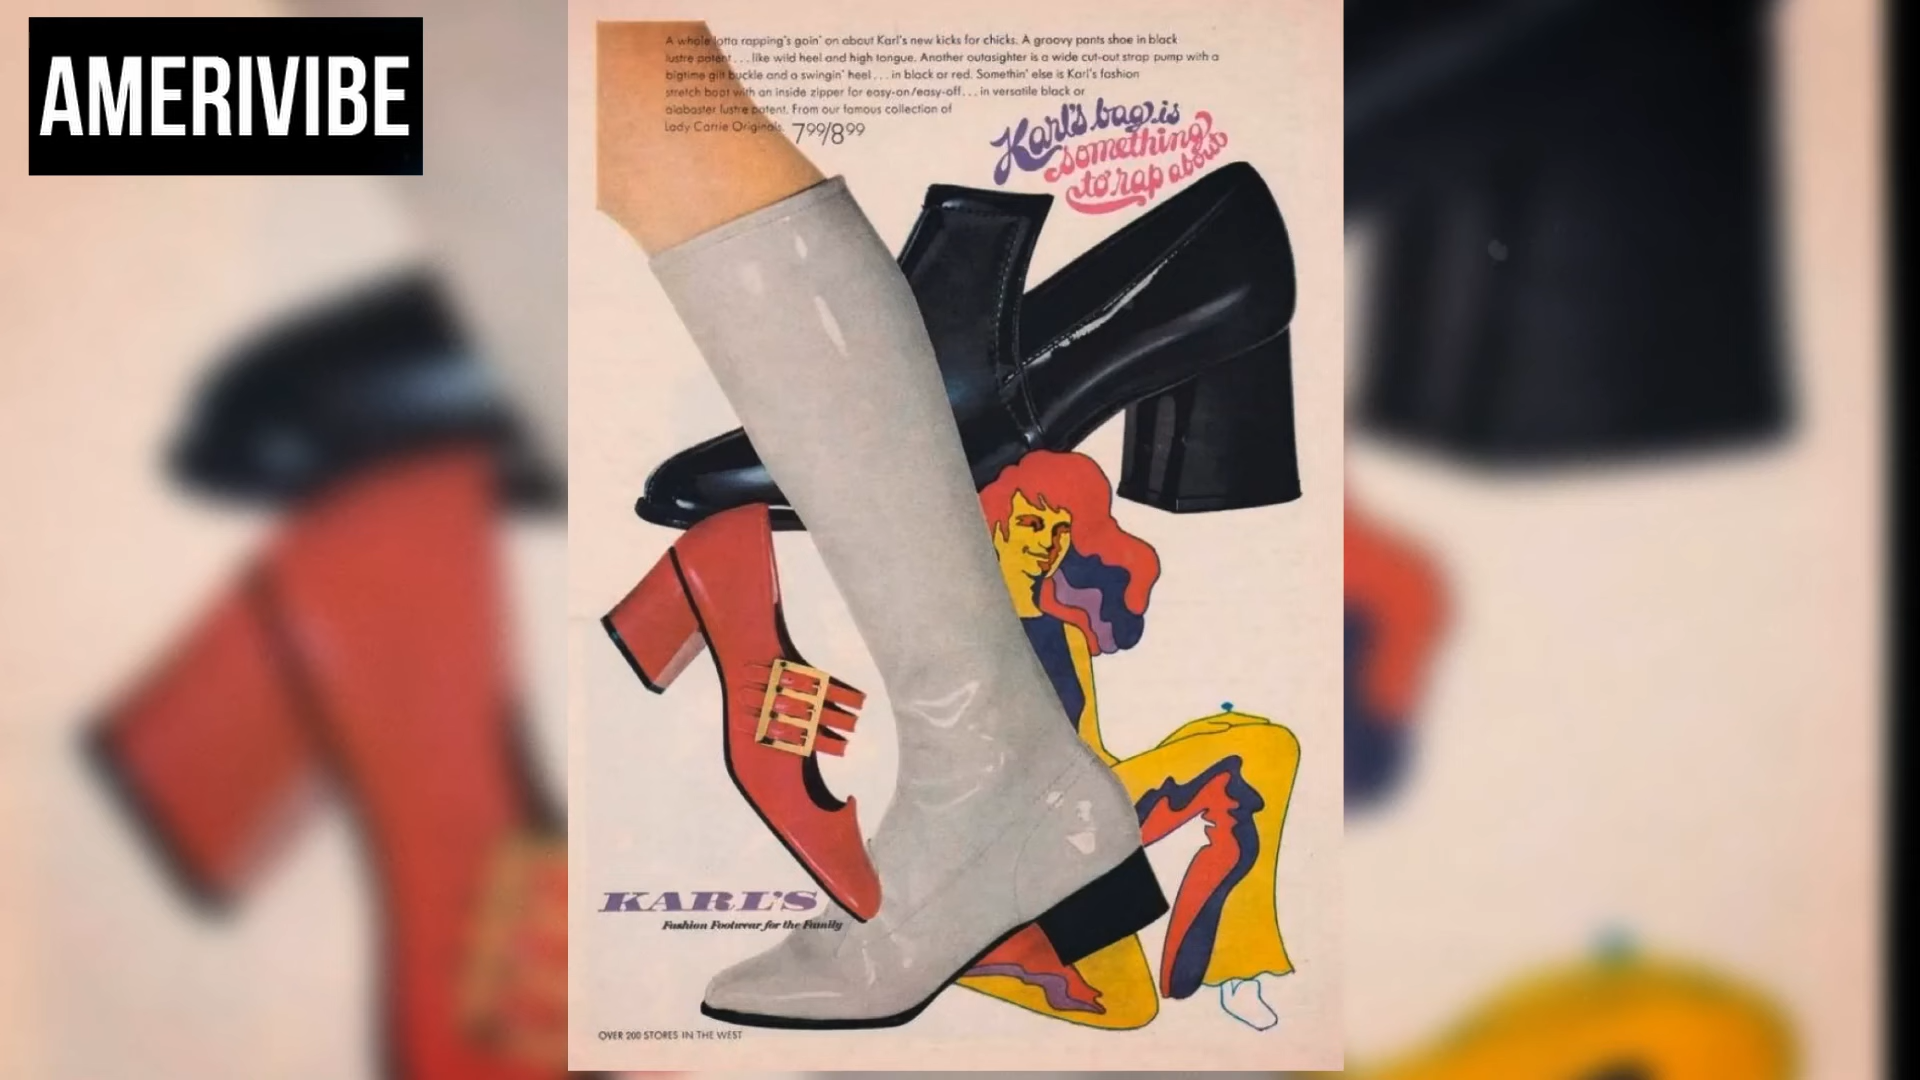 AMERIVIBE
A whole lotta rapping's goin' on about Karl's new kicks for chicks. A groovy pants shoe in black
lustre patent...like wild heel and high tongue. Another outasighter is a wide cut-out strap pump with a
bigtime gilt buckle and a swingin' heel...in black or red. Somethin' else is Karl's fashion
stretch boot with an inside zipper for easy-on/easy-off...in versatile black or
alabaster lustre patent. From our famous collection of
Lady Carrie Originals. 7⁹⁹/8⁹⁹
Karl's bag is
something
to rap about
KARL'S
Fashion Footwear for the Family
OVER 200 STORES IN THE WEST